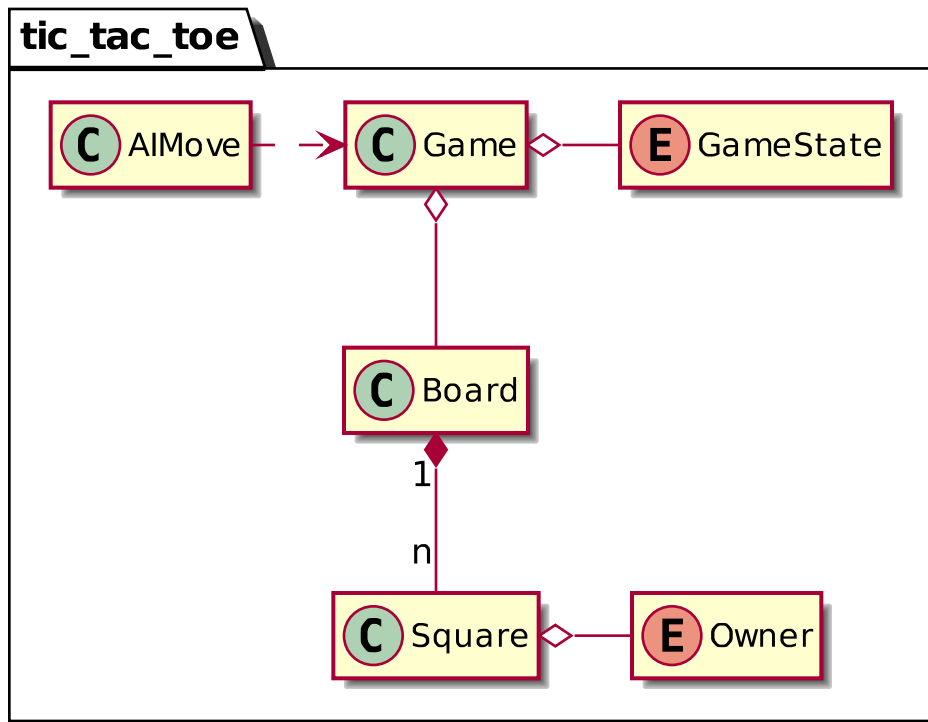 tic_tac_toe
C AIMove
C Game
E GameState
C Board
1
n
C Square
E Owner